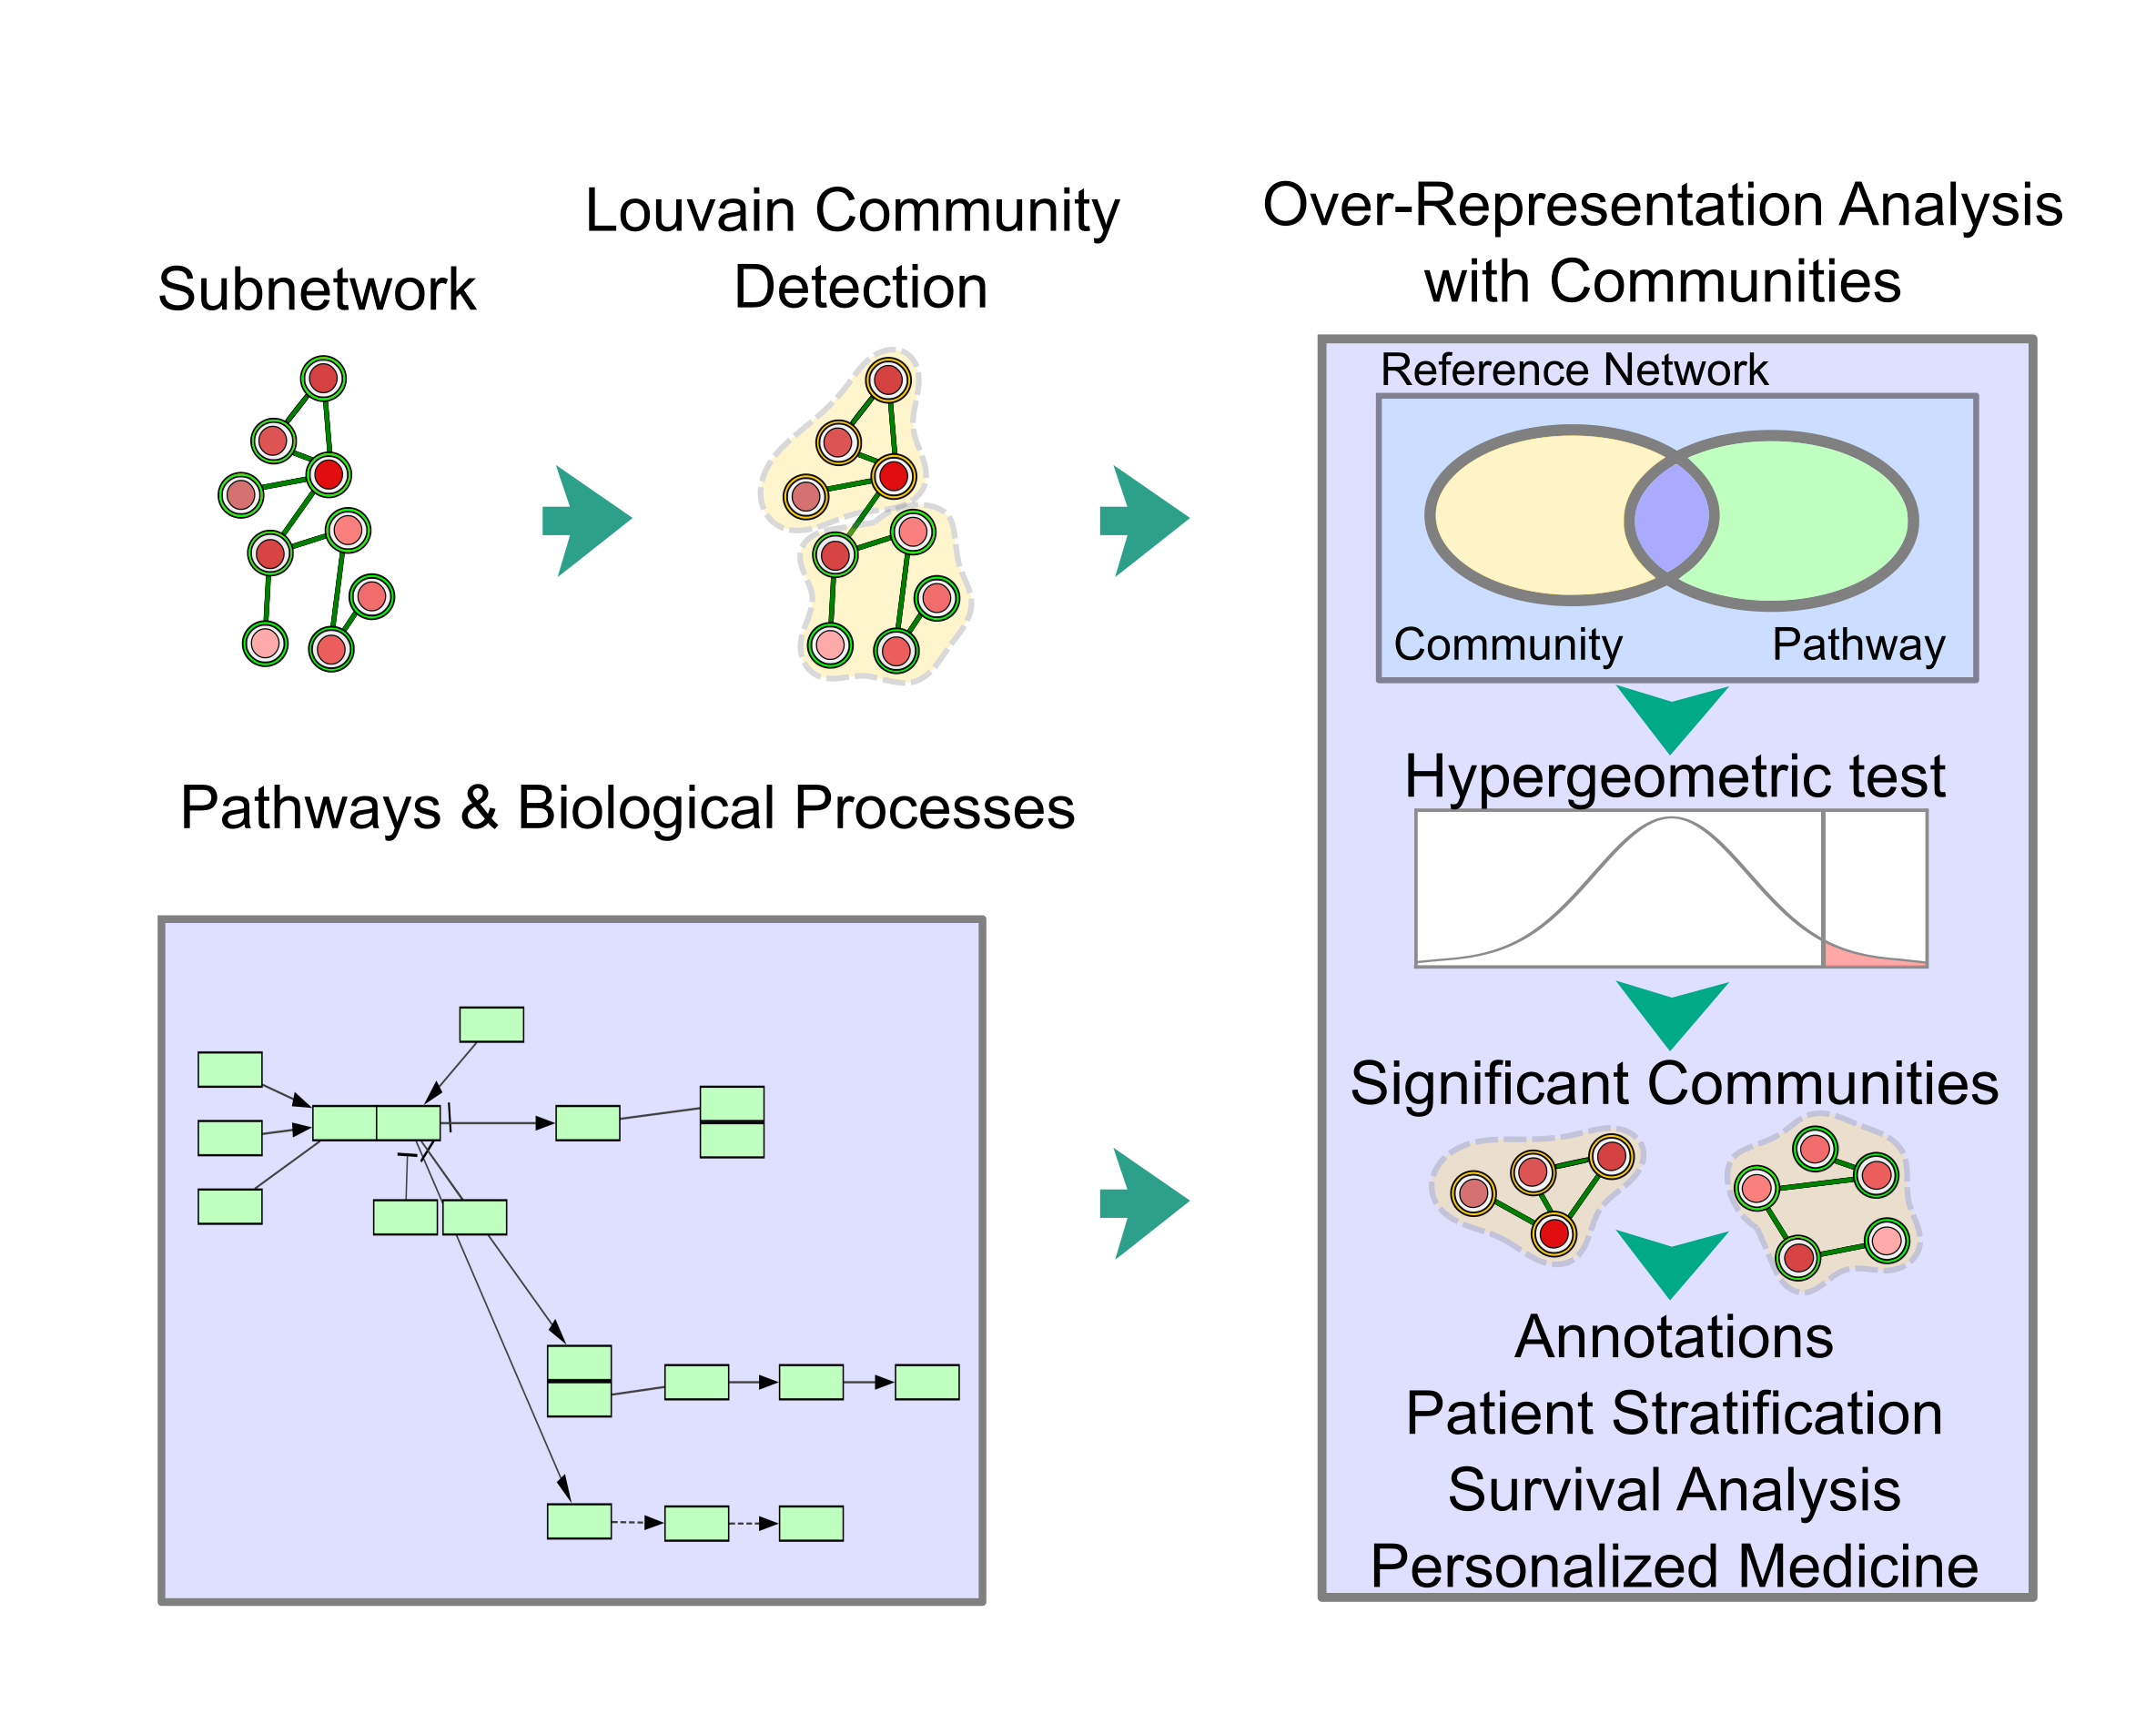 Subnetwork
Louvain Community
Detection
Over-Representation Analysis
with Communities
Reference Network
Community
Pathway
Hypergeometric test
Significant Communities
Annotations
Patient Stratification
Survival Analysis
Personalized Medicine
Pathways & Biological Processes